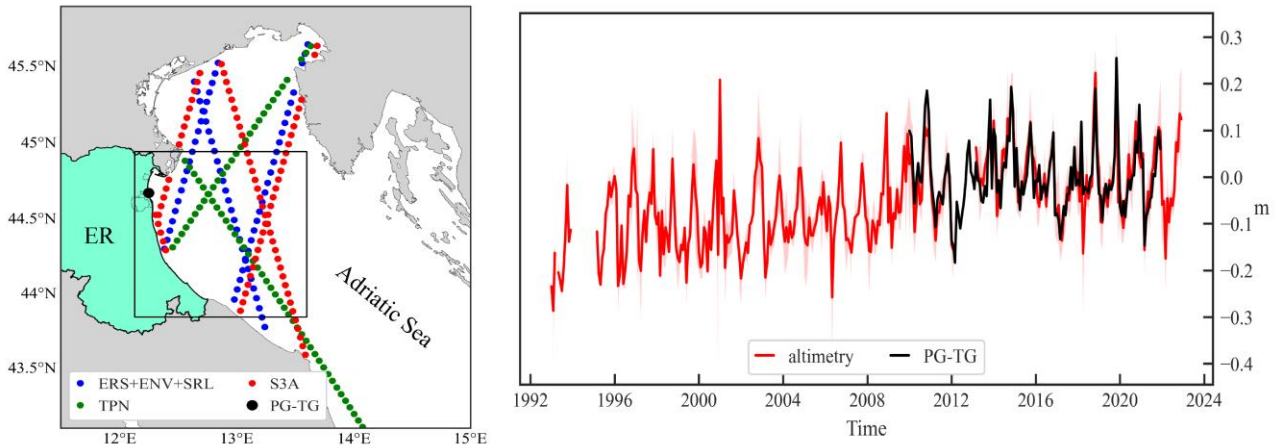 45.5°N
45°N
44.5°N
44°N
43.5°N
ER
Adriatic Sea
ERS+ENV+SRL
S3A
TPN
PG-TG
12°E
13°E
14°E
15°E
0.3
0.2
0.1
0.0
−0.1
−0.2
−0.3
−0.4
m
altimetry
PG-TG
1992
1996
2000
2004
2008
2012
2016
2020
2024
Time